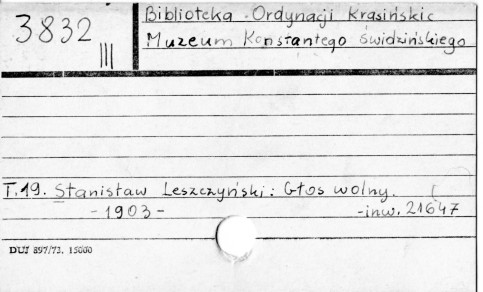 3832
III
Biblioteka Ordynacji Krasińskic
Muzeum Konstantego Świdzińskiego
T.19. Stanisław Leszczyński: Głos wolny.
- 1903 -
-inw. 21647
DUJ 897/73. 15000